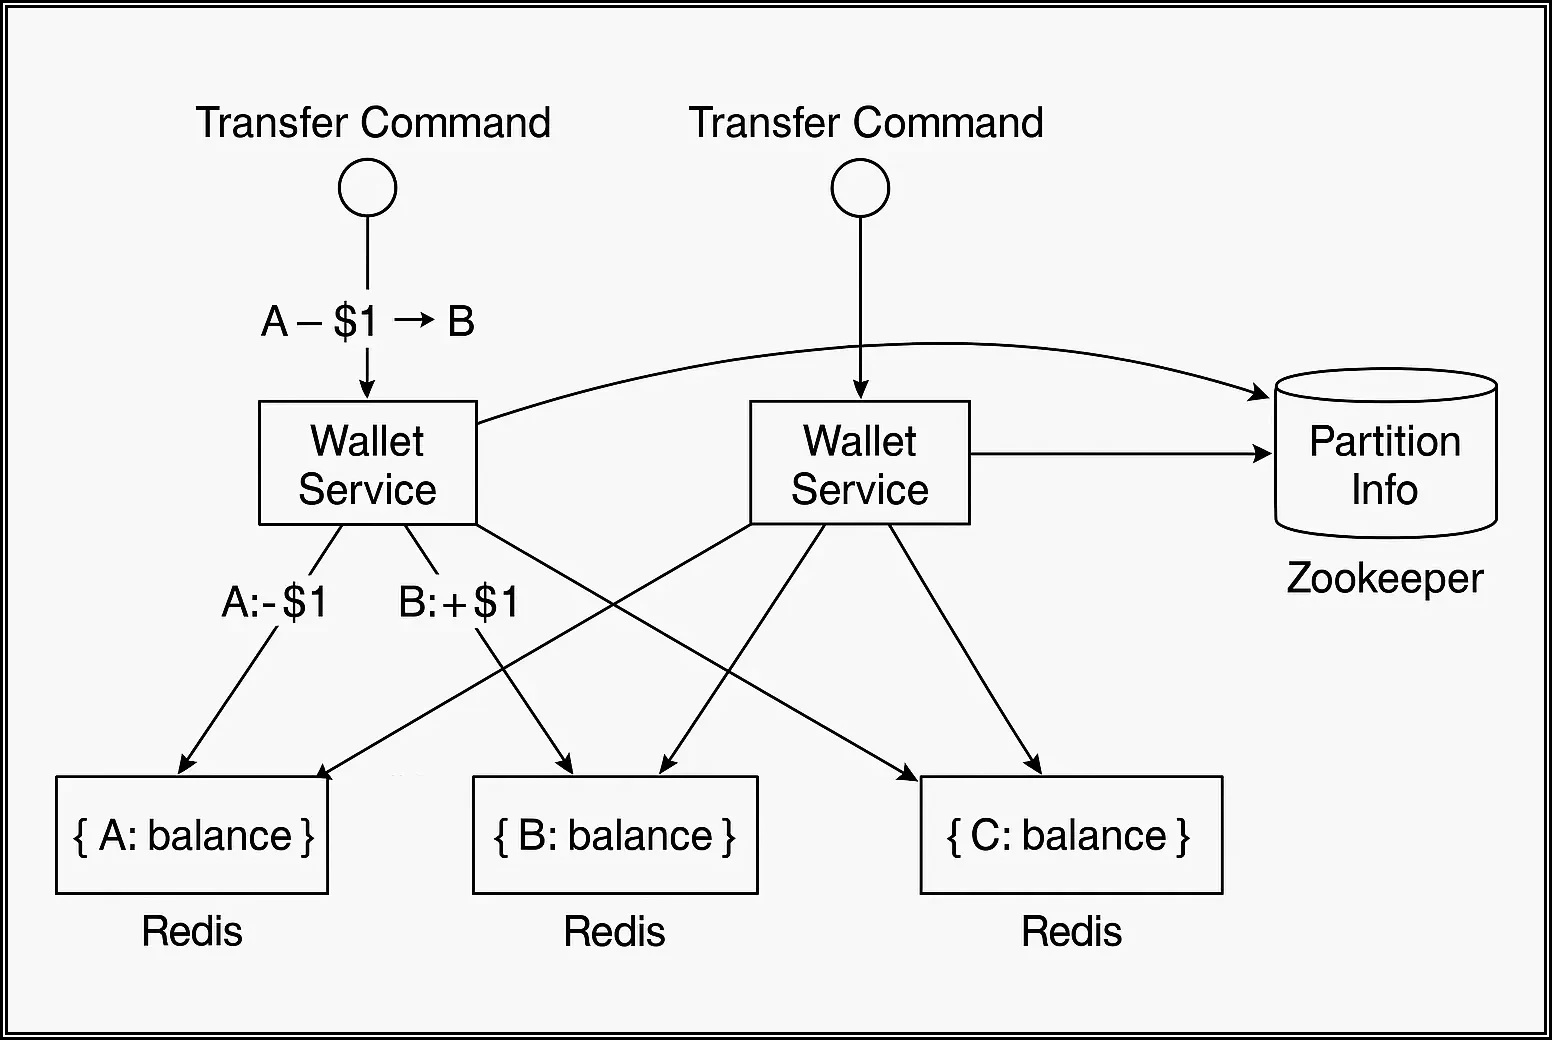 Transfer Command
Transfer Command
A – $1 → B
Wallet
Service
Wallet
Service
Partition
Info
Zookeeper
A:-$1
B:+$1
{ A: balance }
{ B: balance }
{ C: balance }
Redis
Redis
Redis